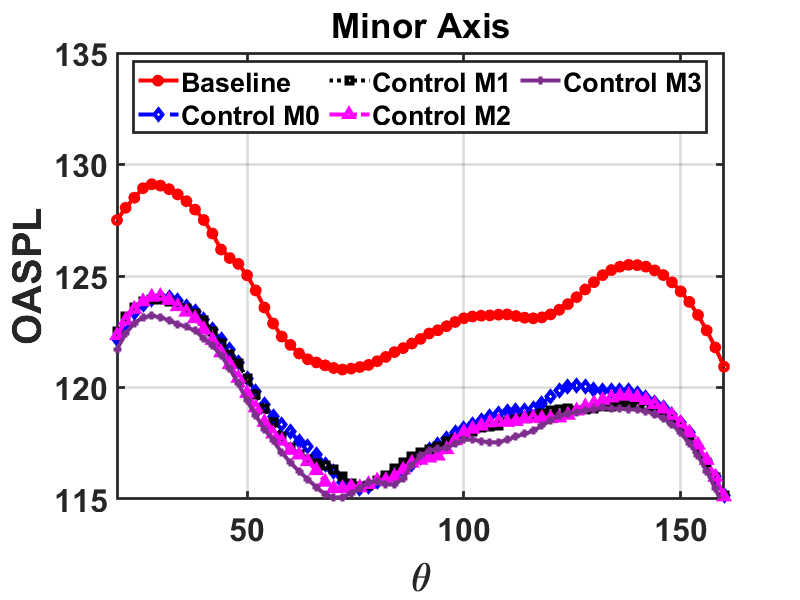 Minor Axis
Baseline Control M1 Control M3
Control M0 Control M2
135
130
125
120
115
OASPL
50 100 150
θ